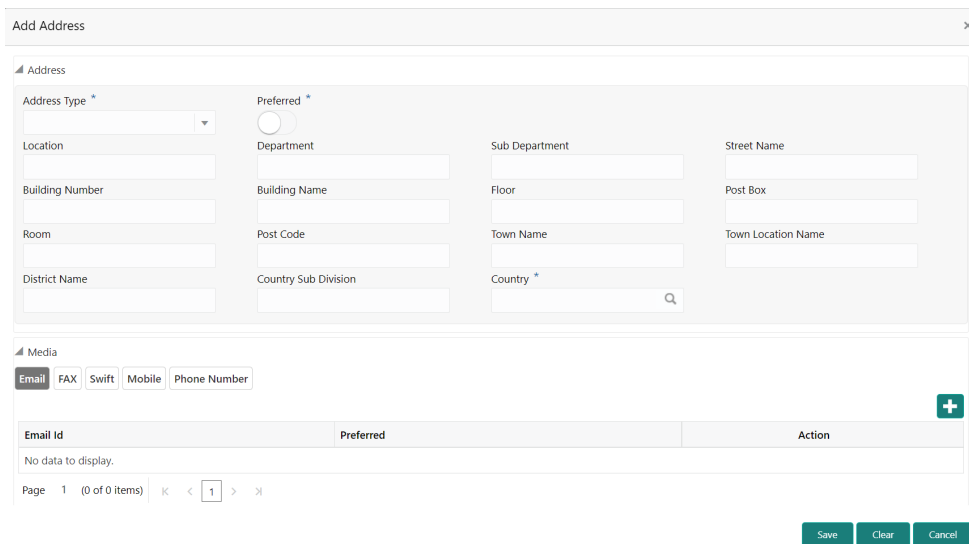 Add Address
Address
Address Type * Preferred *
Location Department Sub Department Street Name
Building Number Building Name Floor Post Box
Room Post Code Town Name Town Location Name
District Name Country Sub Division Country *
Media
Email FAX Swift Mobile Phone Number
Email Id Preferred Action
No data to display.
Page 1 (0 of 0 items) 1
Save Clear Cancel